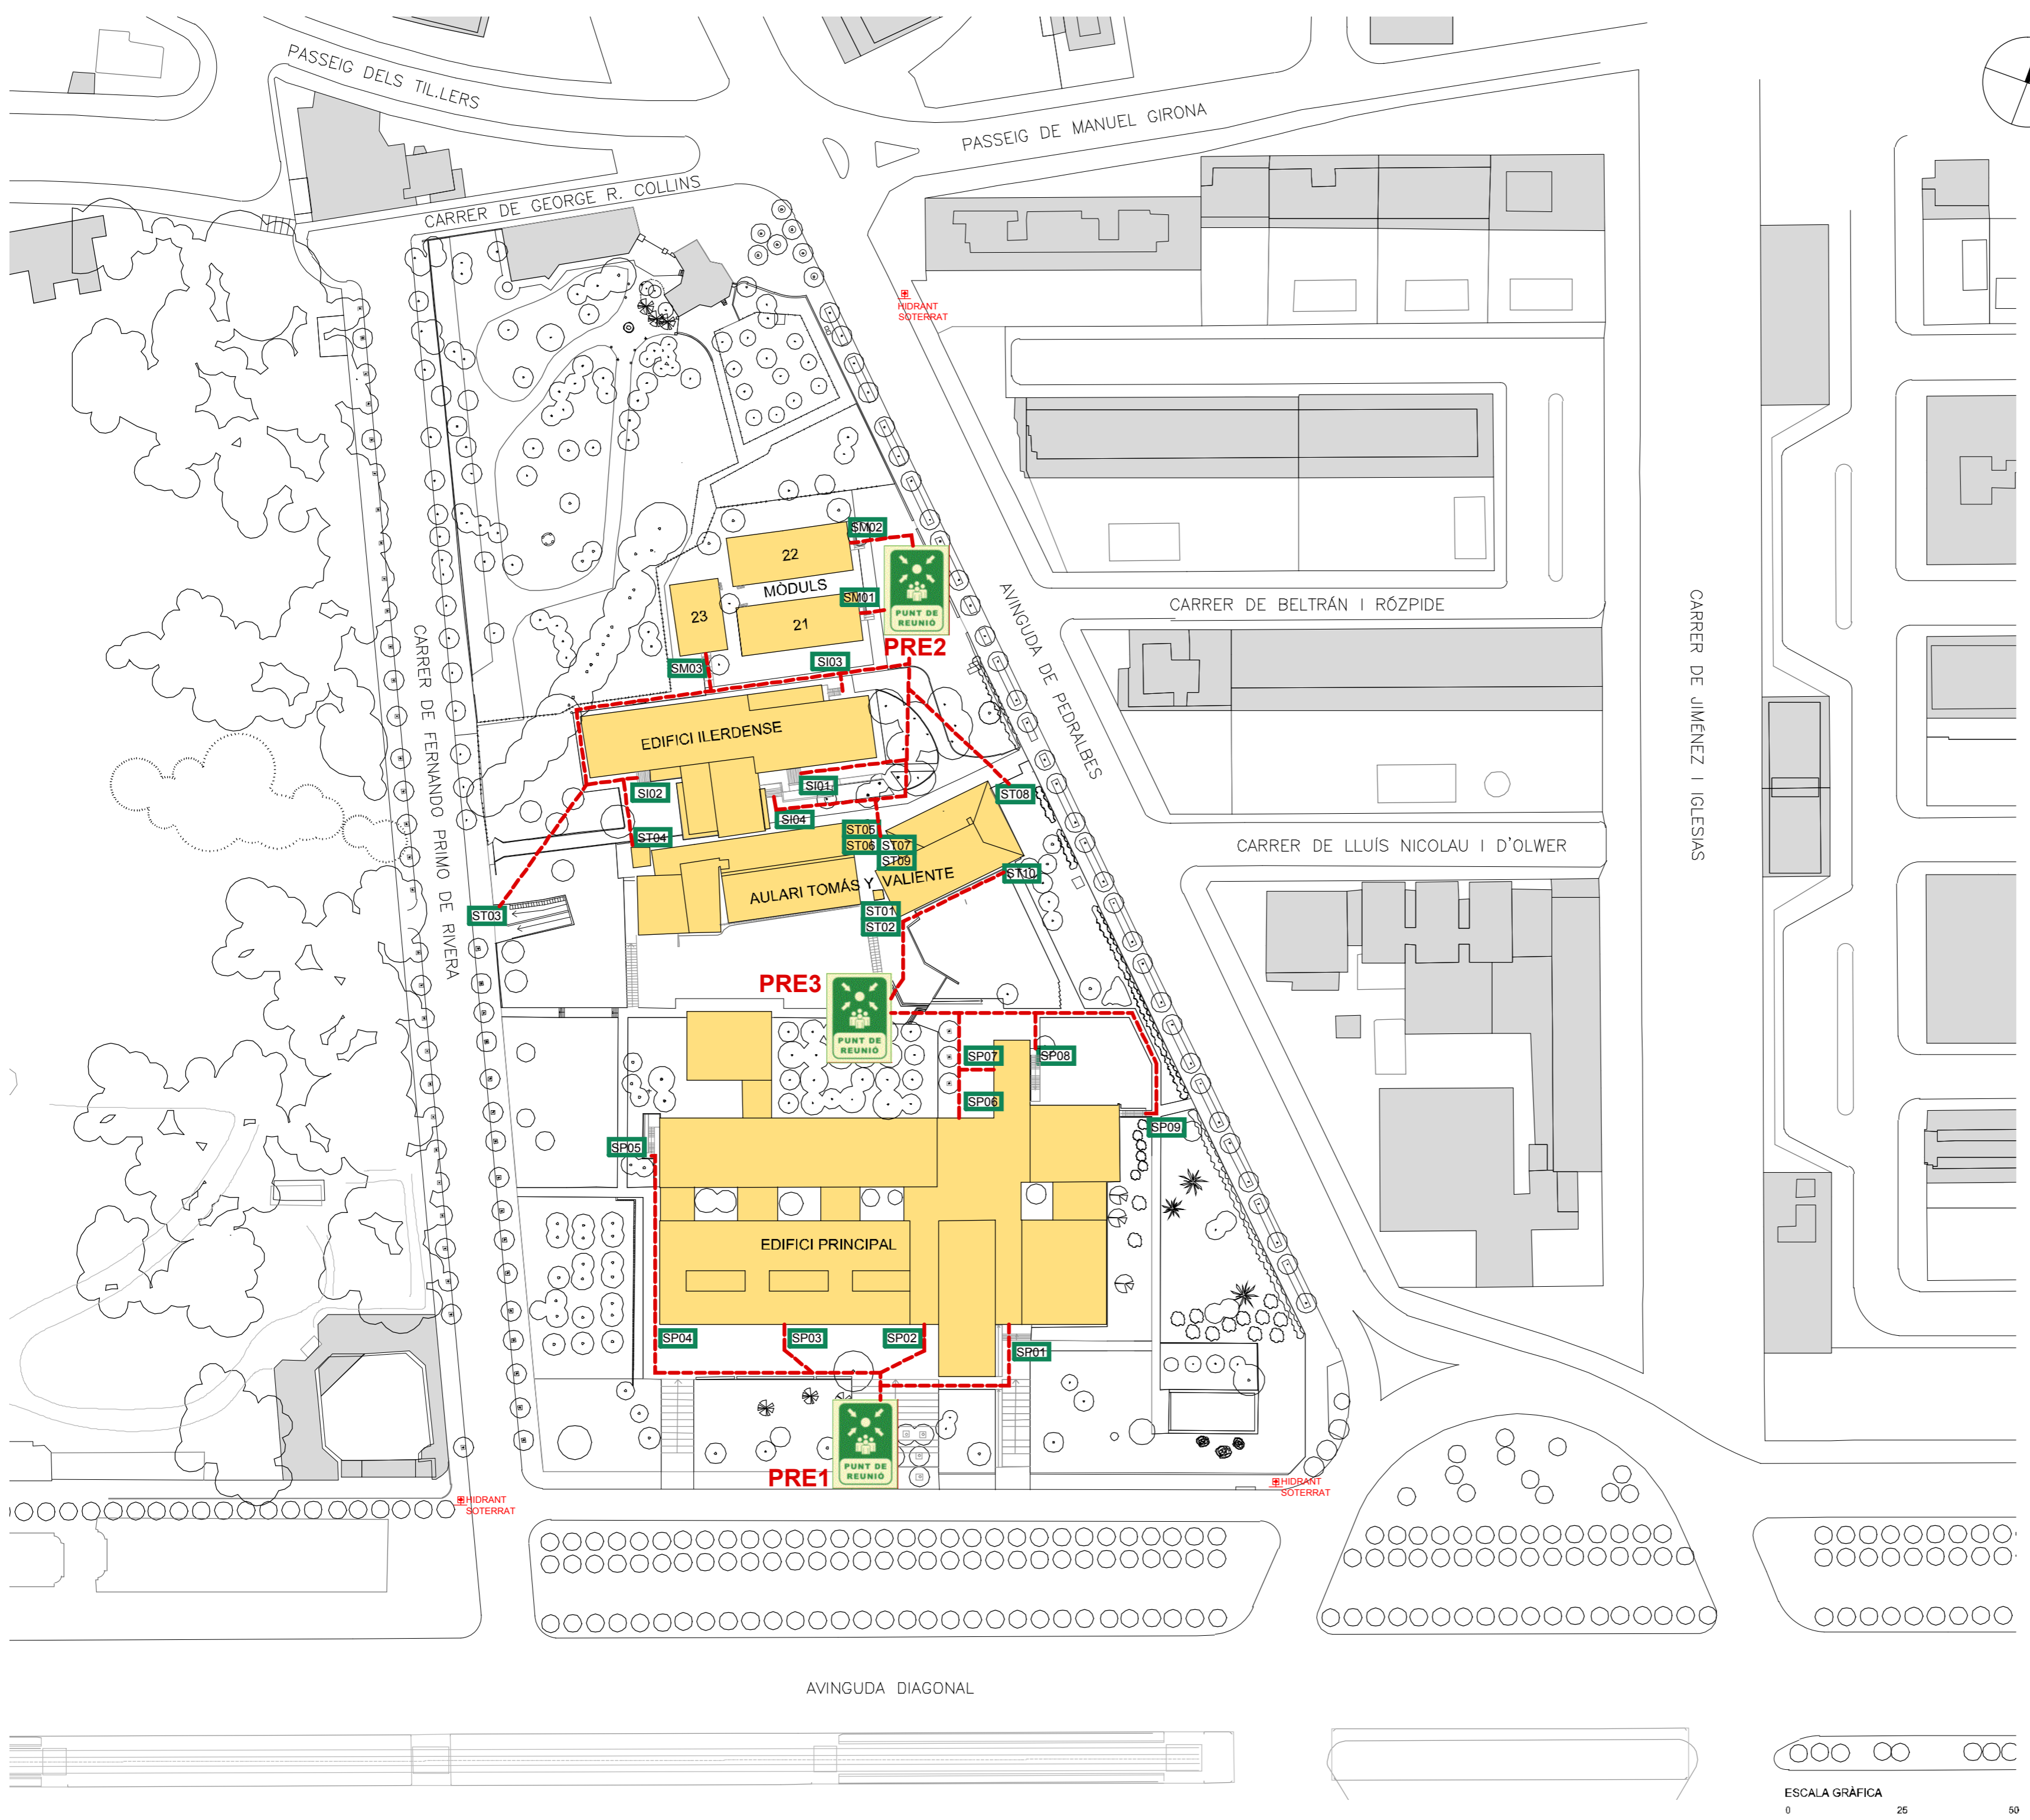 PASSEIG DELS TIL.LERS
PASSEIG DE MANUEL GIRONA
CARRER DE GEORGE R. COLLINS
HIDRANT
SOTERRAT
SM02
22
MÒDULS
SM01
23
21
PUNT DE
REUNIÓ
PRE2
CARRER DE BELTRÁN I RÓZPIDE
AVINGUDA DE PEDRALBES
CARRER DE JIMÉNEZ I IGLESIAS
CARRER DE FERNANDO PRIMO DE RIVERA
SM03
SI03
EDIFICI ILERDENSE
SI02
SI01
ST08
SI04
ST04
ST05
ST06
ST07
ST09
CARRER DE LLUÍS NICOLAU I D'OLWER
AULARI TOMÁS Y VALIENTE
ST10
ST03
ST01
ST02
PRE3
PUNT DE
REUNIÓ
SP07
SP08
SP06
SP09
SP05
EDIFICI PRINCIPAL
SP04
SP03
SP02
SP01
PUNT DE
REUNIÓ
PRE1
HIDRANT
SOTERRAT
HIDRANT
SOTERRAT
AVINGUDA DIAGONAL
ESCALA GRÀFICA
0 25 50